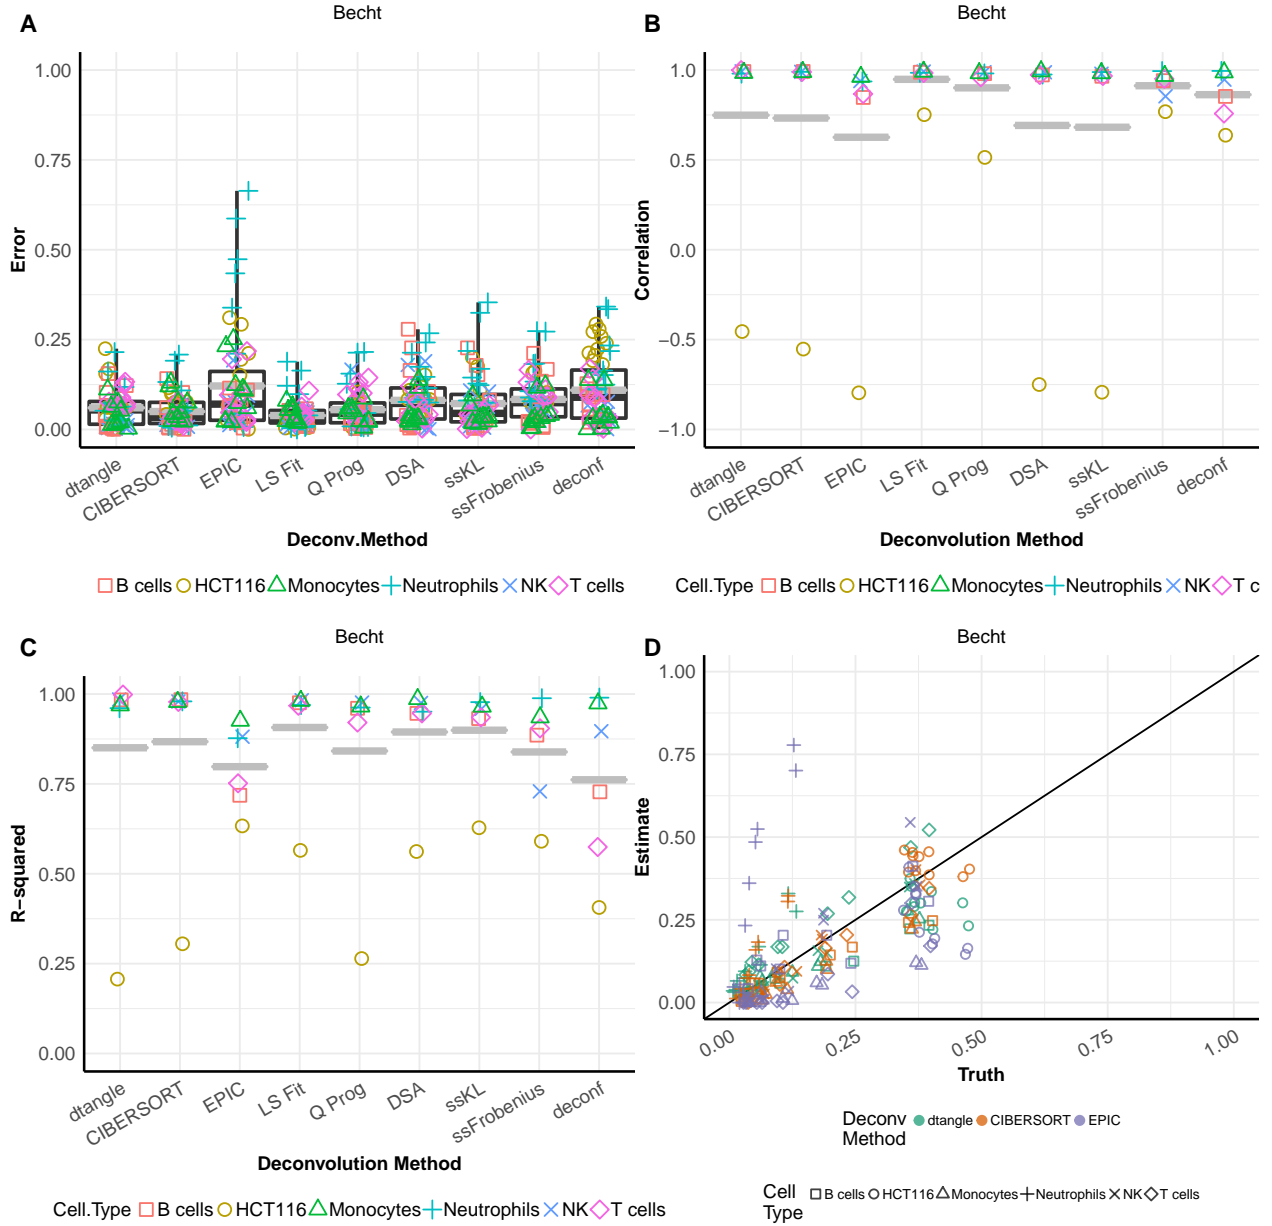 A
Becht
1.00
0.75
0.50
0.25
0.00
Error
dtangle
CIBERSORT
EPIC
LS Fit
Q Prog
DSA
ssKL
ssFrobenius
deconf
Deconv.Method
B cells HCT116 Monocytes Neutrophils NK T cells
B
Becht
1.0
0.5
0.0
−0.5
−1.0
Correlation
dtangle
CIBERSORT
EPIC
LS Fit
Q Prog
DSA
ssKL
ssFrobenius
deconf
Deconvolution Method
Cell.Type B cells HCT116 Monocytes Neutrophils NK T c
C
Becht
1.00
0.75
0.50
0.25
0.00
R−squared
dtangle
CIBERSORT
EPIC
LS Fit
Q Prog
DSA
ssKL
ssFrobenius
deconf
Deconvolution Method
Cell.Type B cells HCT116 Monocytes Neutrophils NK T cells
D
Becht
1.00
0.75
0.50
0.25
0.00
Estimate
0.00
0.25
0.50
0.75
1.00
Truth
Deconv
Method
dtangle CIBERSORT EPIC
Cell
Type
B cells HCT116 Monocytes Neutrophils NK T cells